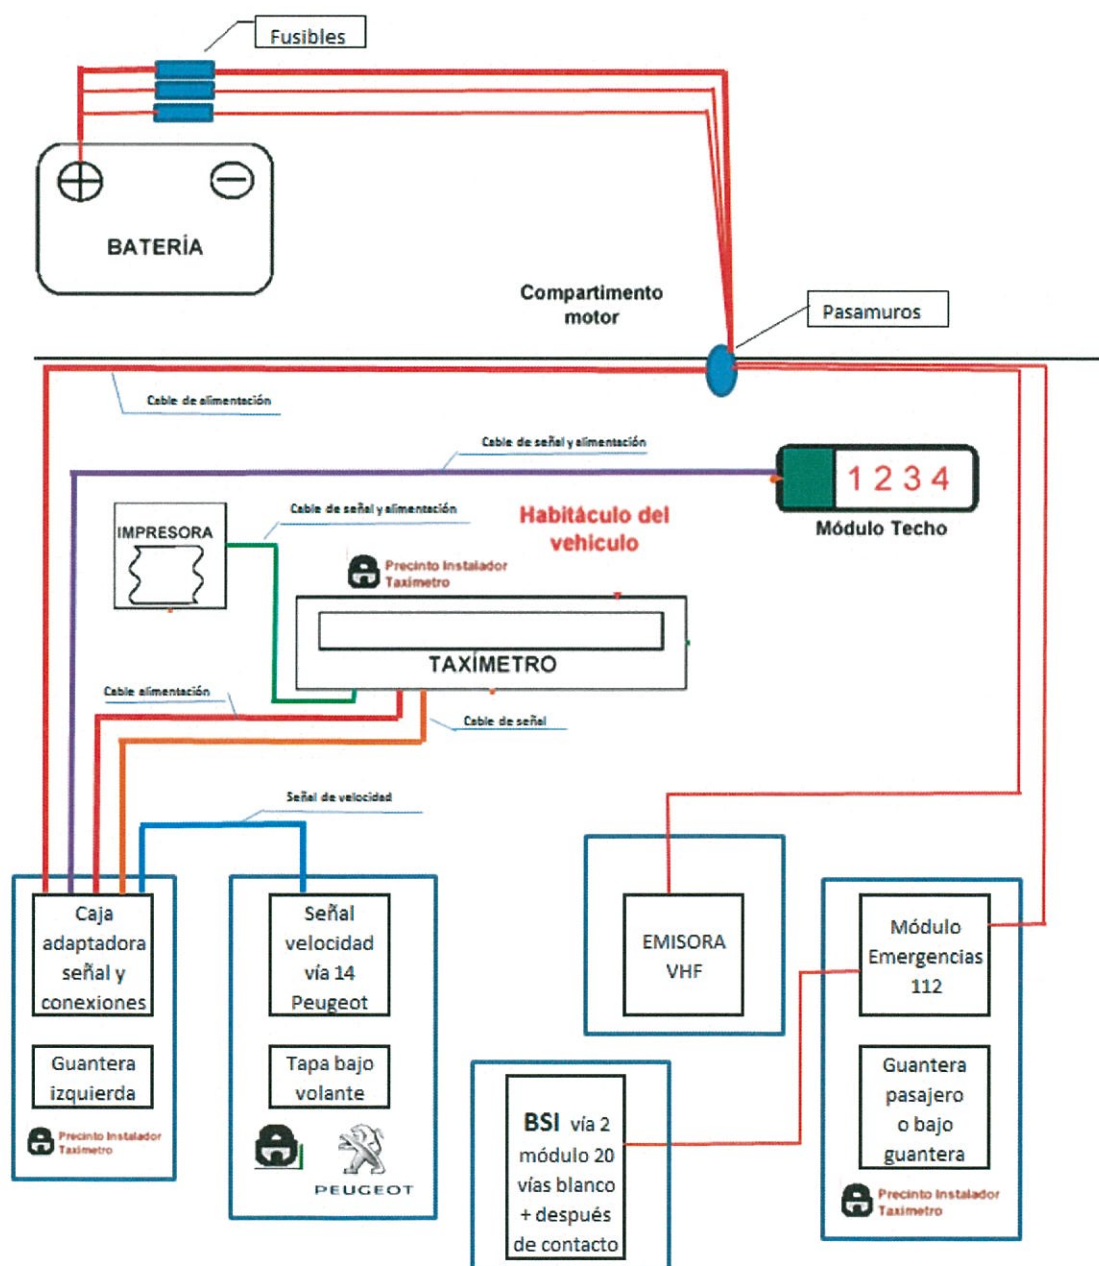 Fusibles
BATERÍA
Compartimento
motor
Pasamuros
Cable de alimentación
Cable de señal y alimentación
1 2 3 4
Módulo Techo
IMPRESORA
Cable de señal y alimentación
Habitáculo del
vehiculo
Precinto Instalador
Taxímetro
TAXÍMETRO
Cable alimentación
Cable de señal
Señal de velocidad
Caja
adaptadora
señal y
conexiones
Guantera
izquierda
Precinto Instalador
Taxímetro
Señal
velocidad
vía 14
Peugeot
Tapa bajo
volante
PEUGEOT
EMISORA
VHF
BSI vía 2
módulo 20
vías blanco
+ después
de contacto
Módulo
Emergencias
112
Guantera
pasajero
o bajo
guantera
Precinto Instalador
Taxímetro